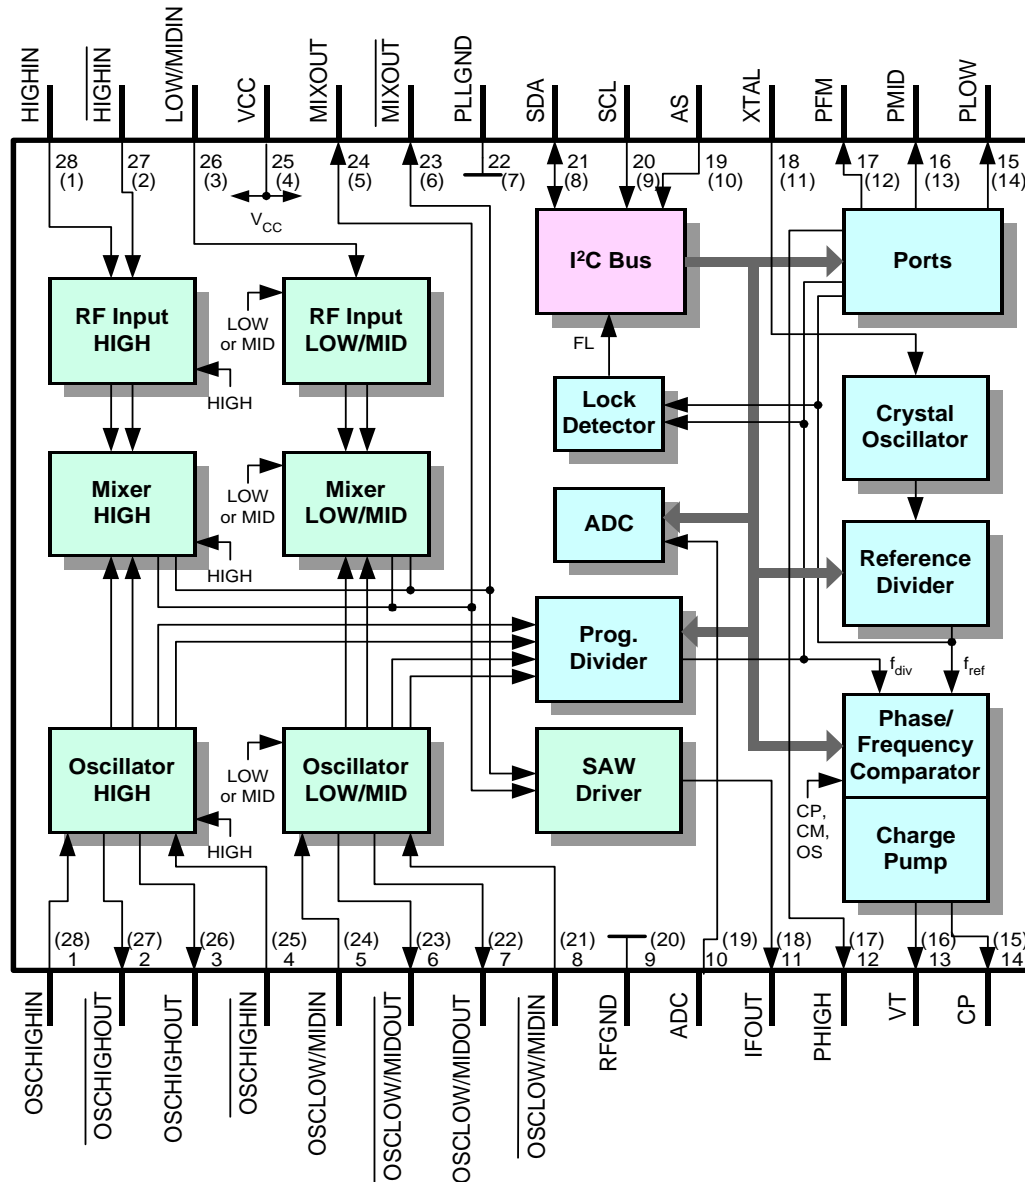 HIGHIN
HIGHIN
LOW/MIDIN
VCC
MIXOUT
MIXOUT
PLLGND
SDA
SCL
AS
XTAL
PFM
PMID
PLOW
28
(1)
27
(2)
26
(3)
25
(4)
24
(5)
23
(6)
22
(7)
21
(8)
20
(9)
19
(10)
18
(11)
17
(12)
16
(13)
15
(14)
VCC
RF Input
HIGH
HIGH
LOW
or MID
RF Input
LOW/MID
I²C Bus
Ports
FL
Lock
Detector
Crystal
Oscillator
Mixer
HIGH
HIGH
LOW
or MID
Mixer
LOW/MID
ADC
Reference
Divider
Prog.
Divider
fdiv
fref
Oscillator
HIGH
HIGH
LOW
or MID
Oscillator
LOW/MID
SAW
Driver
Phase/
Frequency
Comparator
CP,
CM,
OS
Charge
Pump
(28)
1
(27)
2
(26)
3
(25)
4
(24)
5
(23)
6
(22)
7
(21)
8
(20)
9
(19)
10
(18)
11
(17)
12
(16)
13
(15)
14
OSCHIGHIN
OSCHIGHOUT
OSCHIGHOUT
OSCHIGHIN
OSCLOW/MIDIN
OSCLOW/MIDOUT
OSCLOW/MIDOUT
OSCLOW/MIDIN
RFGND
ADC
IFOUT
PHIGH
VT
CP